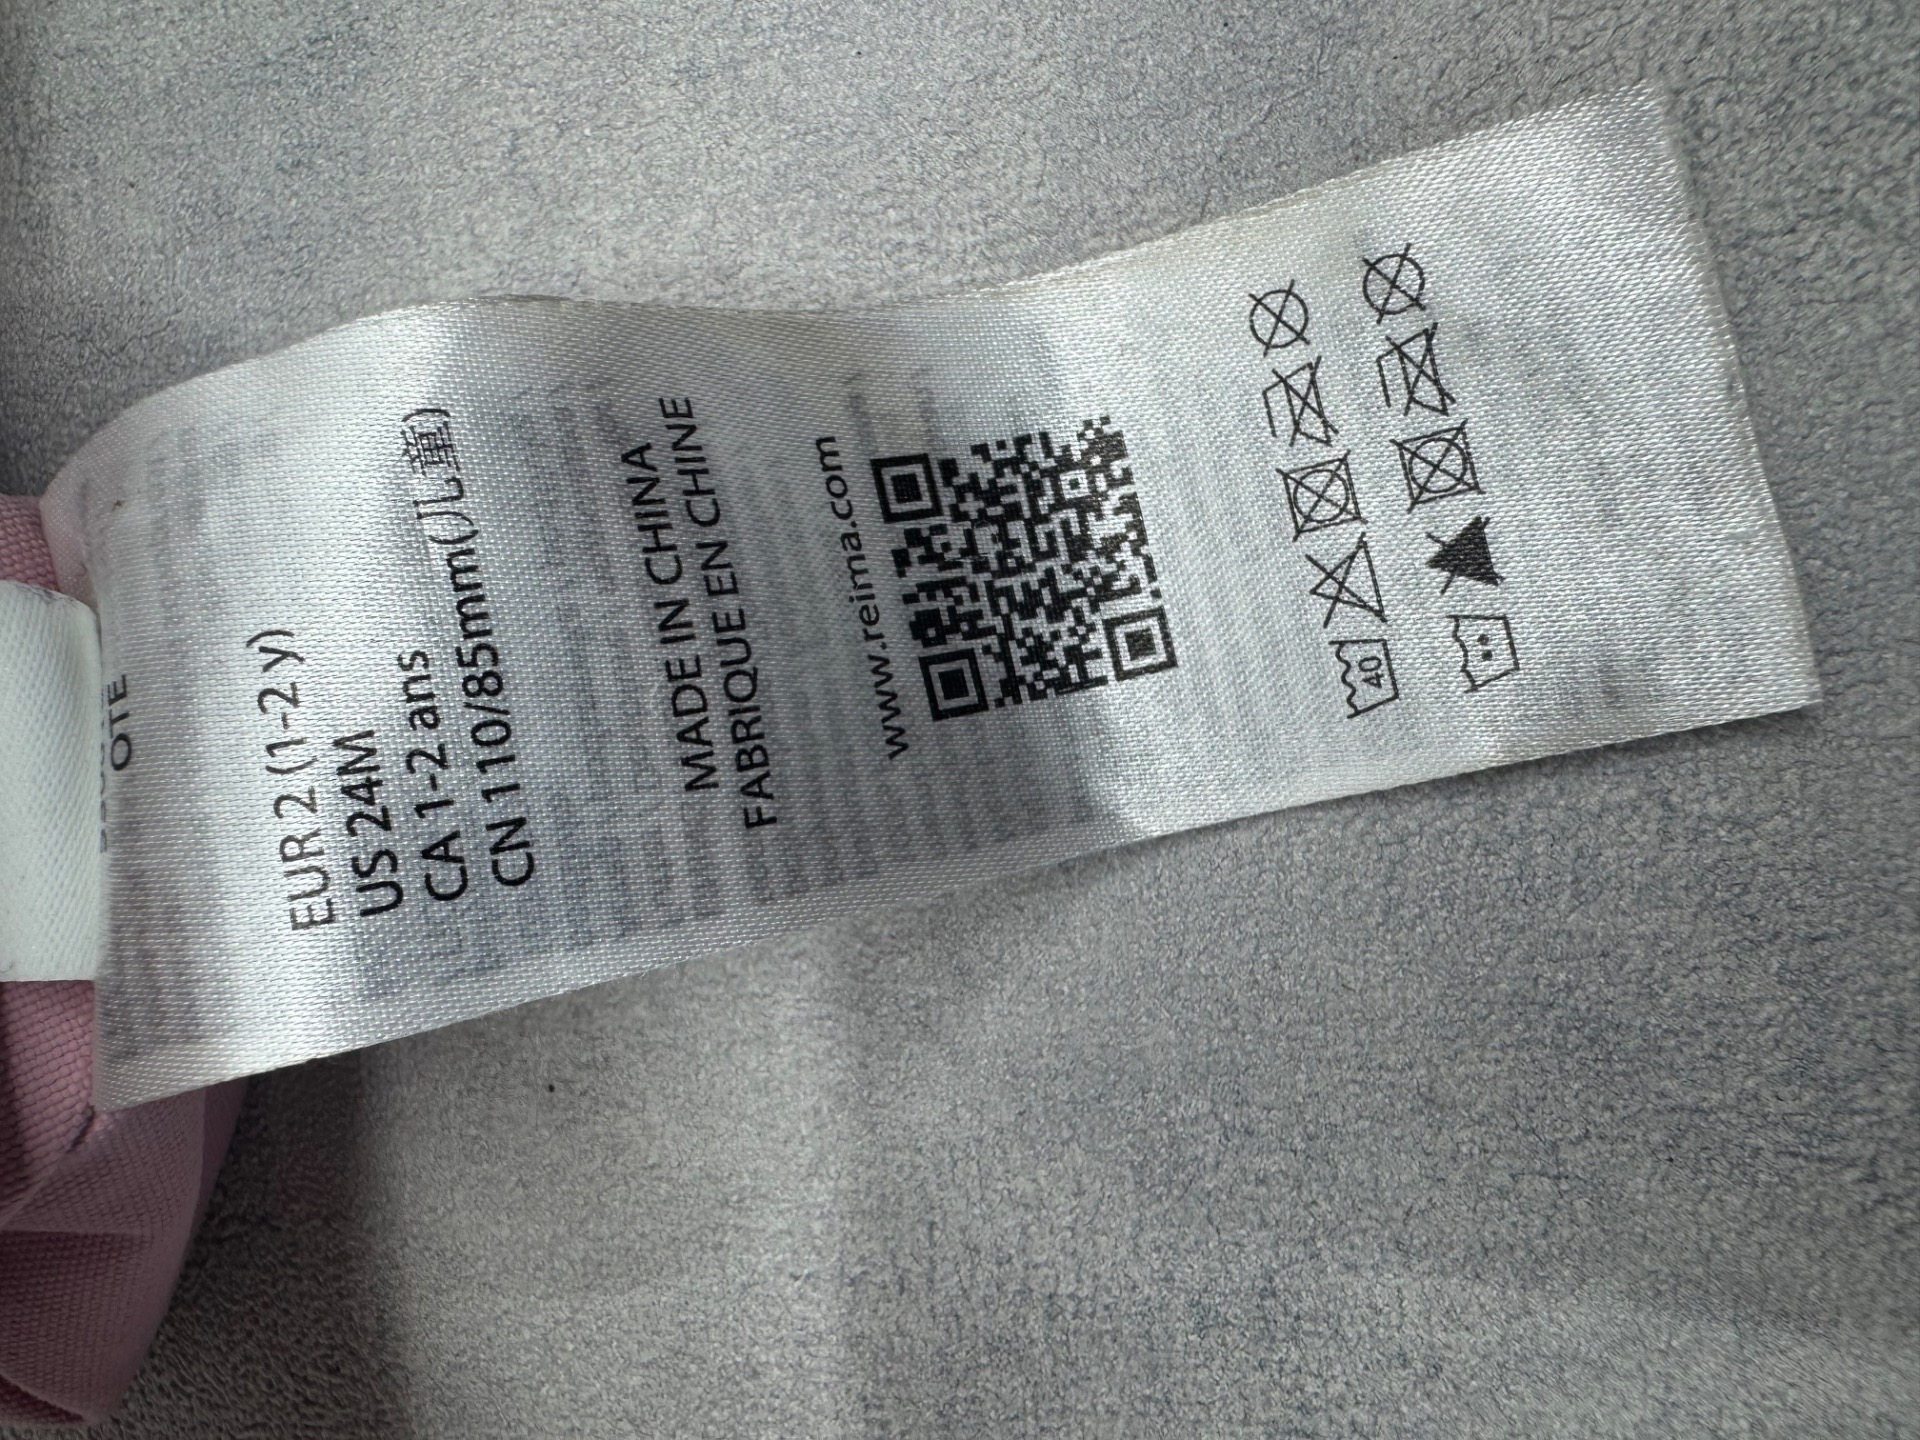 OTE
EUR 2 (1-2 y)
US 24M
CA 1-2 ans
CN 110/85mm(儿童)
MADE IN CHINA
FABRIQUE EN CHINE
www.reima.com
40